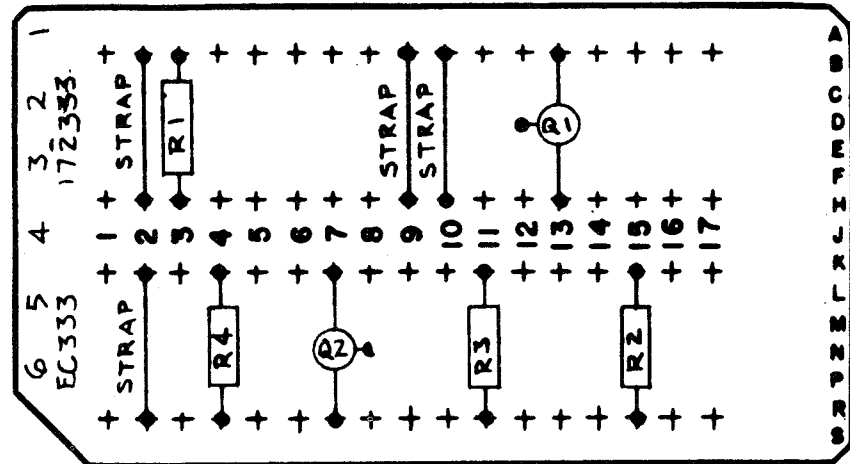 1 2 3 4 5 6
172333.
EC333
STRAP
R1
STRAP
STRAP
Q1
1 2 3 4 5 6 7 8 9 10 11 12 13 14 15 16 17
STRAP
R4
Q2
R3
R2
A
B
C
D
E
F
H
J
K
L
M
N
P
R
S